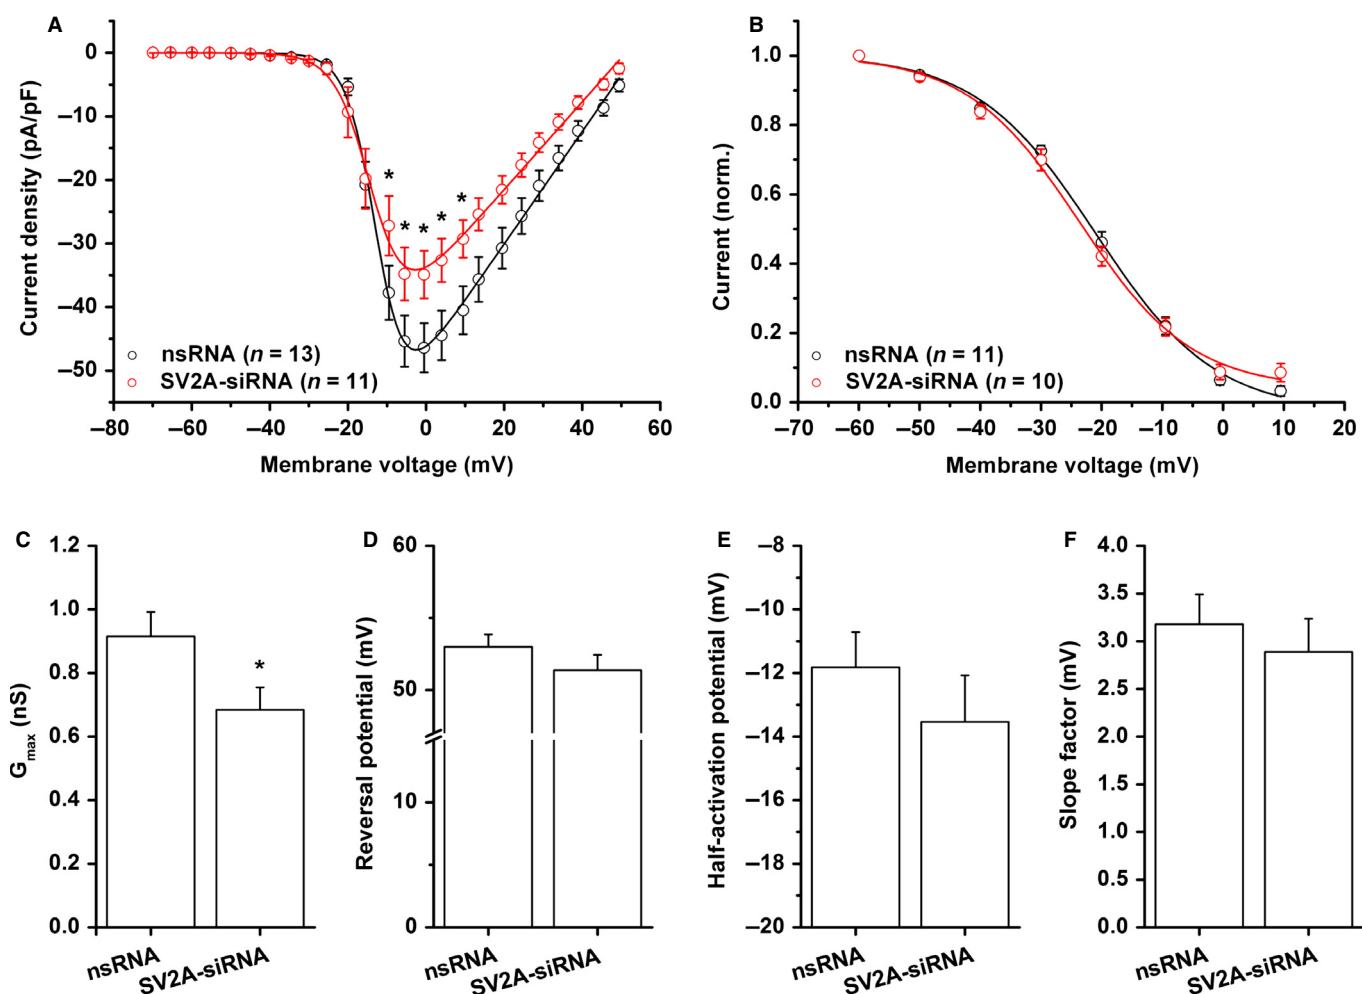 A
Current density (pA/pF)
0
–10
–20
–30
–40
–50
*
*
*
*
*
nsRNA (n = 13)
SV2A-siRNA (n = 11)
–80
–60
–40
–20
0
20
40
60
Membrane voltage (mV)
B
Current (norm.)
1.0
0.8
0.6
0.4
0.2
0.0
nsRNA (n = 11)
SV2A-siRNA (n = 10)
–70
–60
–50
–40
–30
–20
–10
0
10
20
Membrane voltage (mV)
C
Gmax (nS)
1.2
1.0
0.8
0.6
0.4
0.2
0.0
*
nsRNA
SV2A-siRNA
D
Reversal potential (mV)
60
50
10
0
nsRNA
SV2A-siRNA
E
Half-activation potential (mV)
–8
–10
–12
–14
–16
–18
–20
nsRNA
SV2A-siRNA
F
Slope factor (mV)
4.0
3.5
3.0
2.5
2.0
1.5
1.0
0.5
0.0
nsRNA
SV2A-siRNA